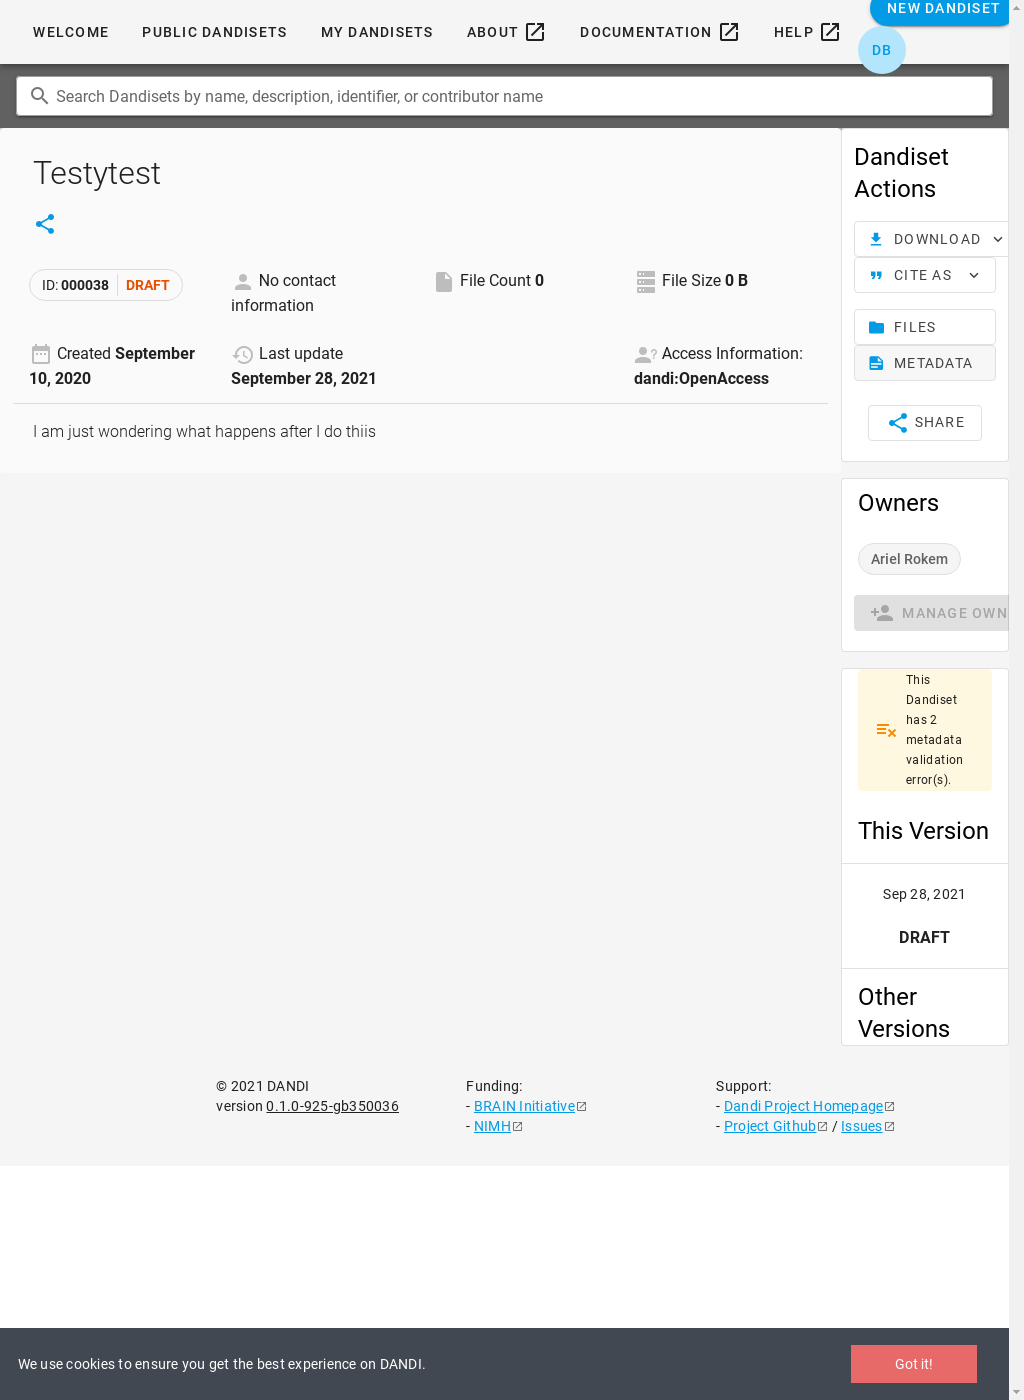 WELCOME
PUBLIC DANDISETS
MY DANDISETS
ABOUT
DOCUMENTATION
HELP
NEW DANDISET
DB
Search Dandisets by name, description, identifier, or contributor name
Testytest
ID: 000038 DRAFT
No contact
information
File Count 0
File Size 0 B
Created September
10, 2020
Last update
September 28, 2021
Access Information:
dandi:OpenAccess
I am just wondering what happens after I do thiis
Dandiset
Actions
DOWNLOAD
CITE AS
FILES
METADATA
SHARE
Owners
Ariel Rokem
MANAGE OWN
This
Dandiset
has 2
metadata
validation
error(s).
This Version
Sep 28, 2021
DRAFT
Other
Versions
© 2021 DANDI
version 0.1.0-925-gb350036
Funding:
- BRAIN Initiative
- NIMH
Support:
- Dandi Project Homepage
- Project Github / Issues
We use cookies to ensure you get the best experience on DANDI.
Got it!